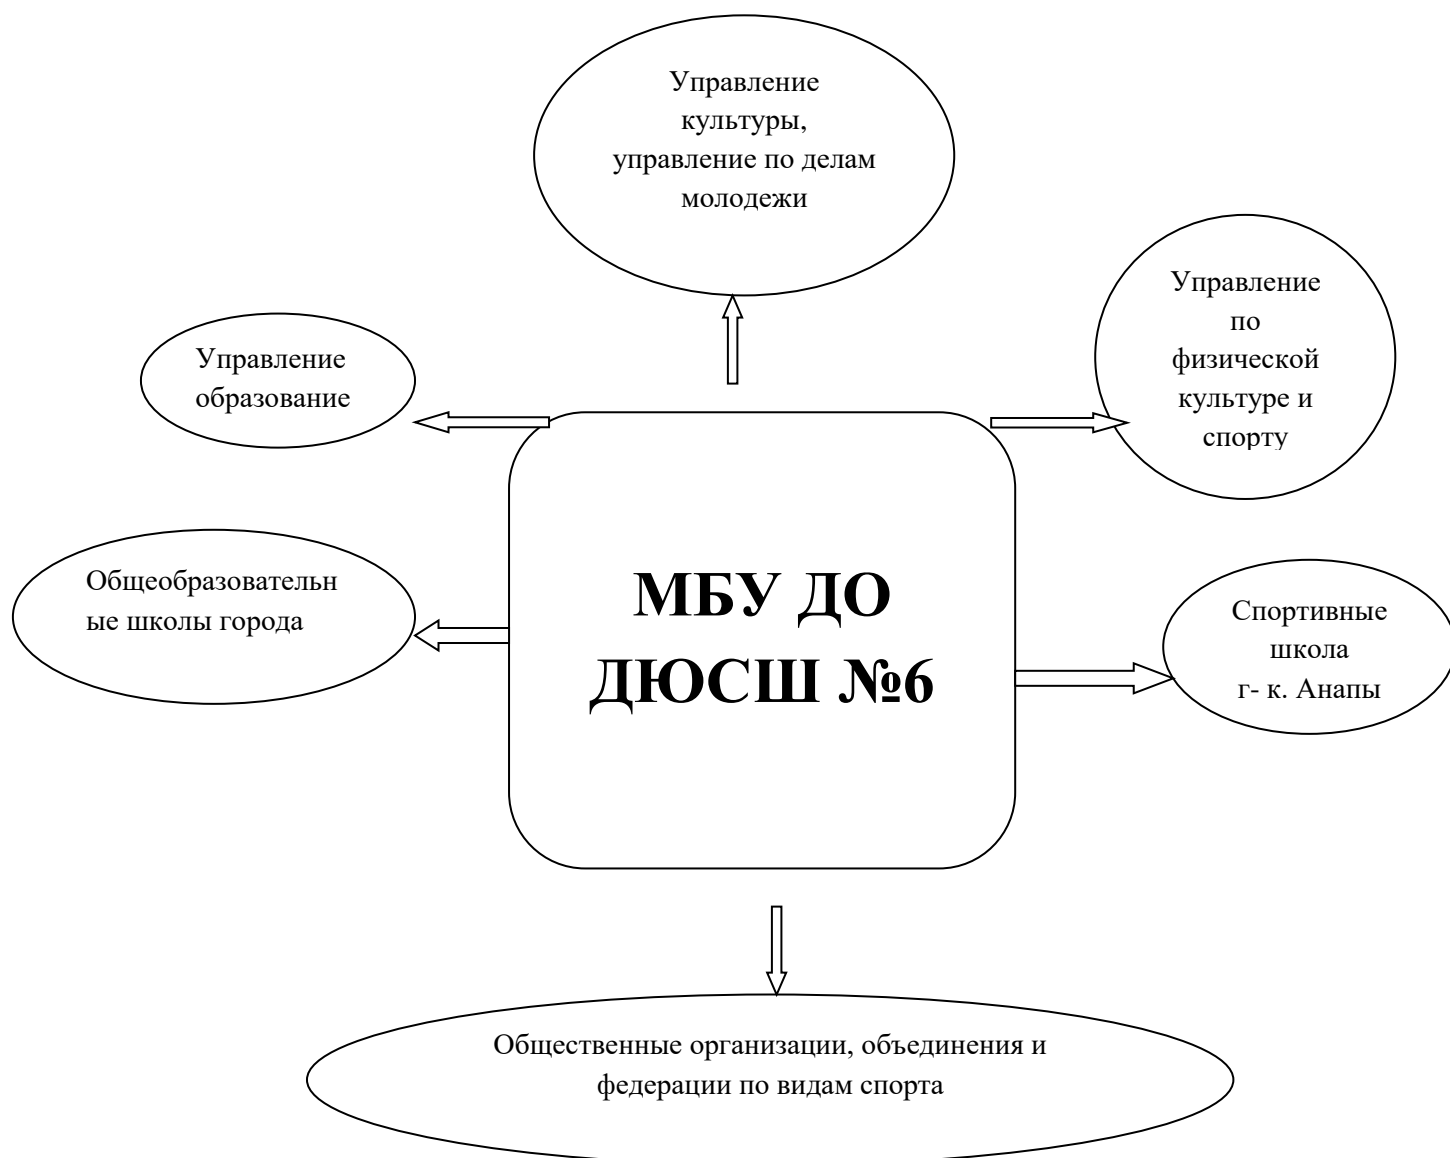 Управление
культуры,
управление по делам
молодежи
Управление
по
физической
культуре и
спорту
Управление
образование
Общеобразовательн
ые школы города
МБУ ДО
ДЮСШ №6
Спортивные
школа
г- к. Анапы
Общественные организации, объединения и
федерации по видам спорта